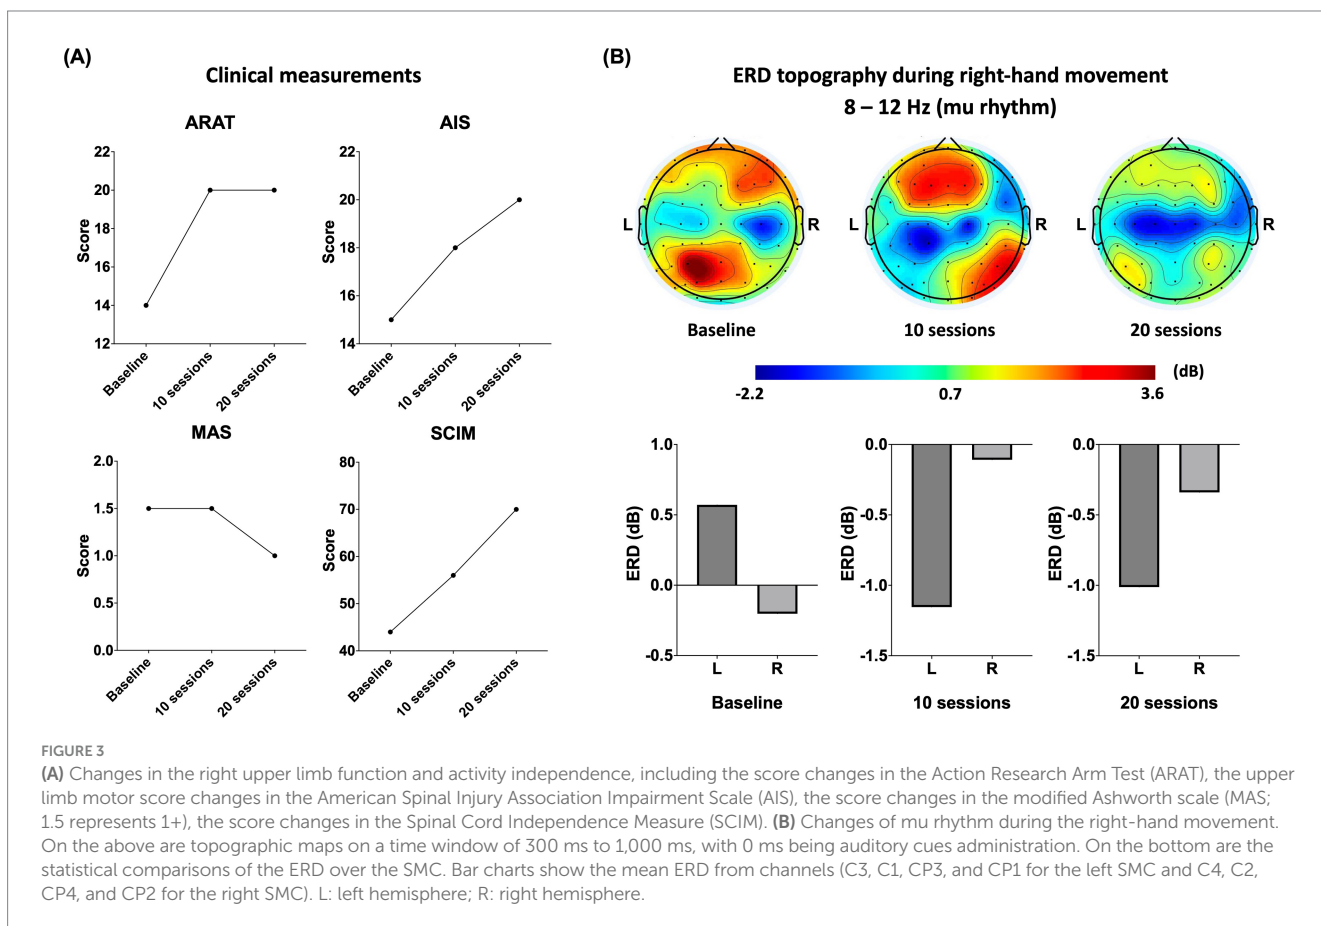 (A)
Clinical measurements
ARAT
22
20
18
16
14
12
Score
Baseline
10 sessions
20 sessions
AIS
22
20
18
16
14
Score
Baseline
10 sessions
20 sessions
MAS
2.0
1.5
1.0
0.5
0.0
Score
Baseline
10 sessions
20 sessions
SCIM
80
70
60
50
40
Score
Baseline
10 sessions
20 sessions
(B)
ERD topography during right-hand movement
8 – 12 Hz (mu rhythm)
L
R
L
R
L
R
Baseline
10 sessions
20 sessions
-2.2
0.7
3.6
(dB)
1.0
0.5
0.0
-0.5
ERD (dB)
L
R
Baseline
0.0
-0.5
-1.0
-1.5
ERD (dB)
L
R
10 sessions
0.0
-0.5
-1.0
-1.5
ERD (dB)
L
R
20 sessions
FIGURE 3
(A) Changes in the right upper limb function and activity independence, including the score changes in the Action Research Arm Test (ARAT), the upper
limb motor score changes in the American Spinal Injury Association Impairment Scale (AIS), the score changes in the modified Ashworth scale (MAS;
1.5 represents 1+), the score changes in the Spinal Cord Independence Measure (SCIM). (B) Changes of mu rhythm during the right-hand movement.
On the above are topographic maps on a time window of 300 ms to 1,000 ms, with 0 ms being auditory cues administration. On the bottom are the
statistical comparisons of the ERD over the SMC. Bar charts show the mean ERD from channels (C3, C1, CP3, and CP1 for the left SMC and C4, C2,
CP4, and CP2 for the right SMC). L: left hemisphere; R: right hemisphere.